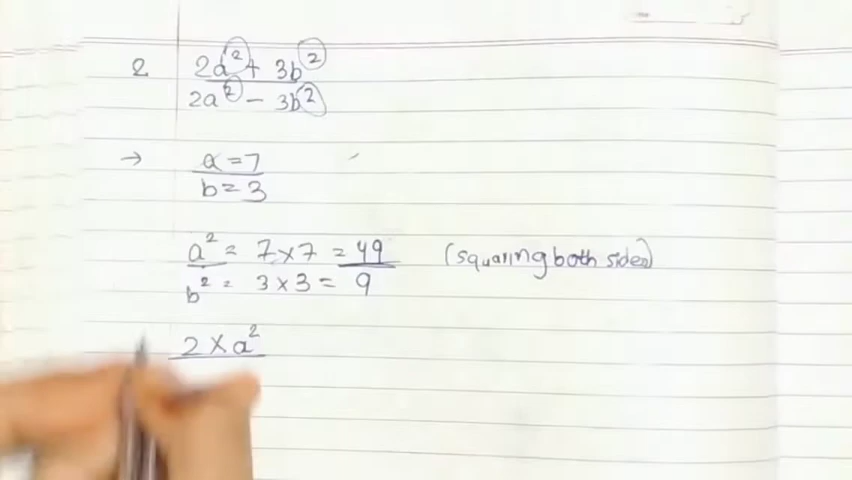 2 2a² + 3b²
2a² - 3b²
→ a = 7
b = 3
a² = 7 × 7 = 49 (squaring both sides)
b² = 3 × 3 = 9
2 × a²